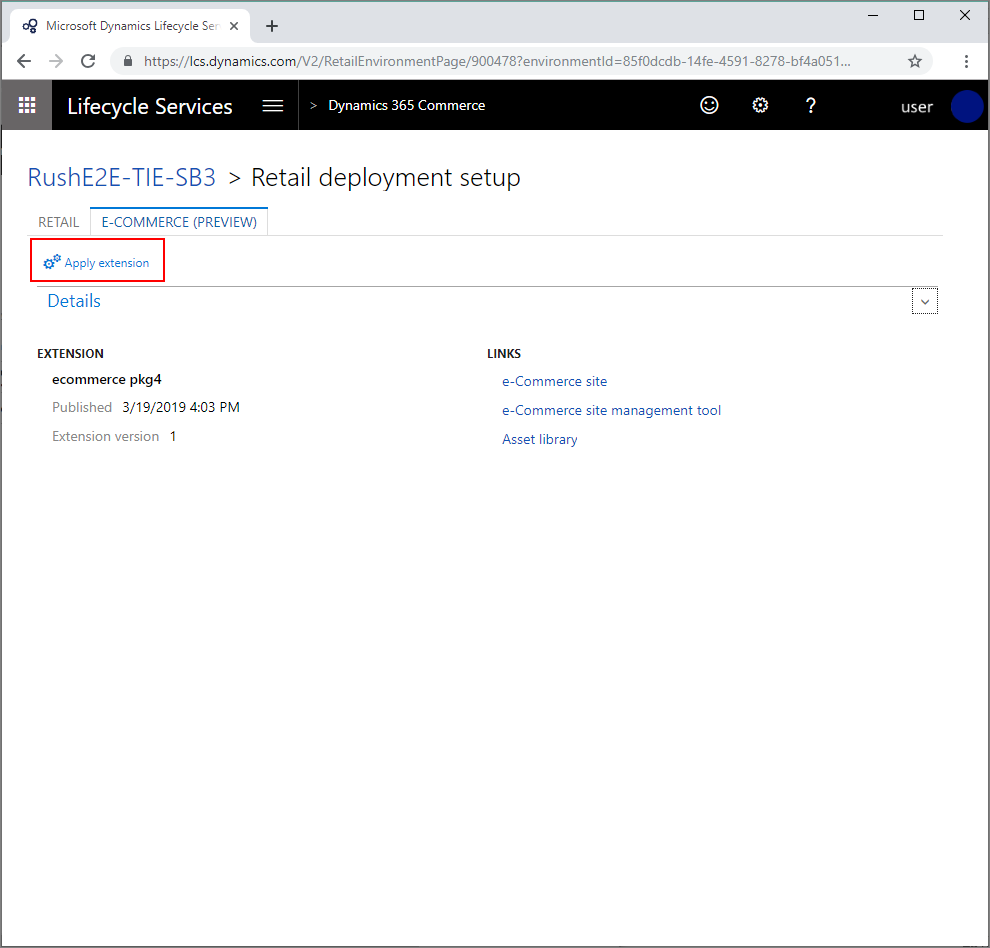 Microsoft Dynamics Lifecycle Ser
https://lcs.dynamics.com/V2/RetailEnvironmentPage/900478?environmentId=85f0dcdb-14fe-4591-8278-bf4a051...
Lifecycle Services > Dynamics 365 Commerce ? user
RushE2E-TIE-SB3 > Retail deployment setup
RETAIL E-COMMERCE (PREVIEW)
Apply extension
Details
EXTENSION
ecommerce pkg4
Published 3/19/2019 4:03 PM
Extension version 1
LINKS
e-Commerce site
e-Commerce site management tool
Asset library